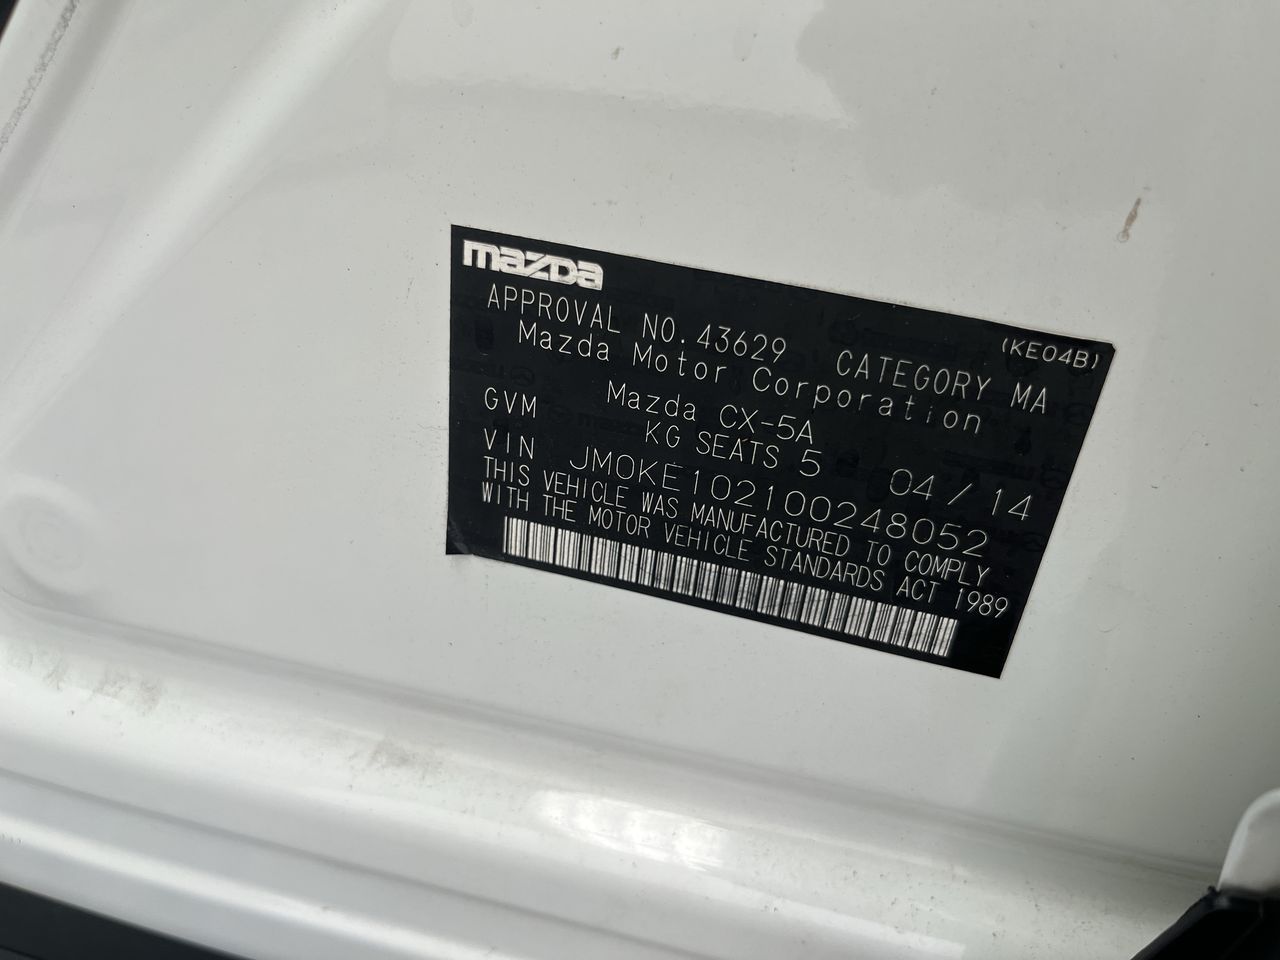 mazda
(KE04B)
APPROVAL NO. 43629 CATEGORY MA
Mazda Motor Corporation
Mazda CX-5A
GVM KG SEATS 5 04/14
VIN JM0KE102100248052
THIS VEHICLE WAS MANUFACTURED TO COMPLY
WITH THE MOTOR VEHICLE STANDARDS ACT 1989